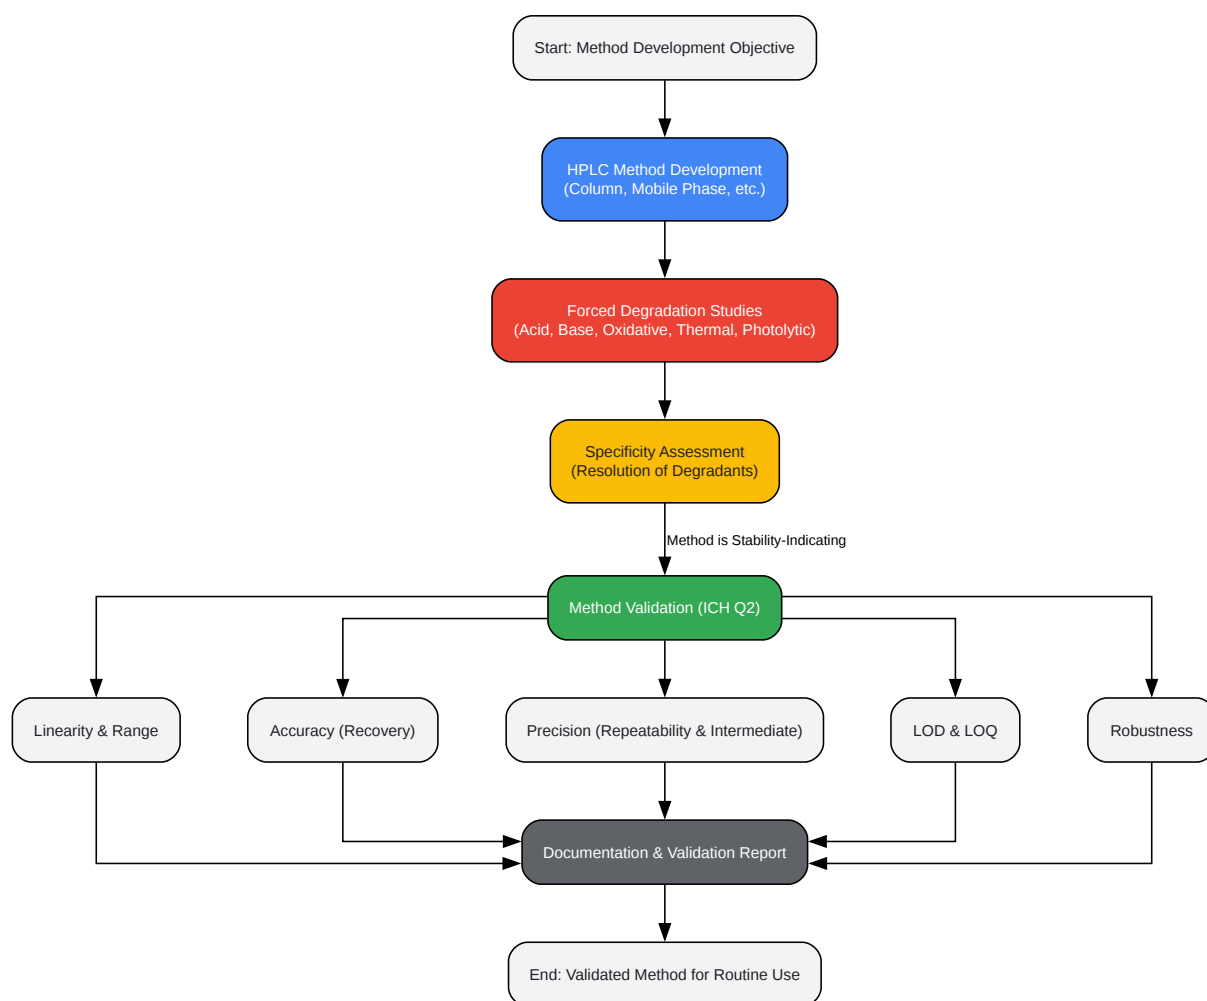 Start: Method Development Objective
HPLC Method Development
(Column, Mobile Phase, etc.)
Forced Degradation Studies
(Acid, Base, Oxidative, Thermal, Photolytic)
Specificity Assessment
(Resolution of Degradants)
Method is Stability-Indicating
Method Validation (ICH Q2)
Linearity & Range
Accuracy (Recovery)
Precision (Repeatability & Intermediate)
LOD & LOQ
Robustness
Documentation & Validation Report
End: Validated Method for Routine Use